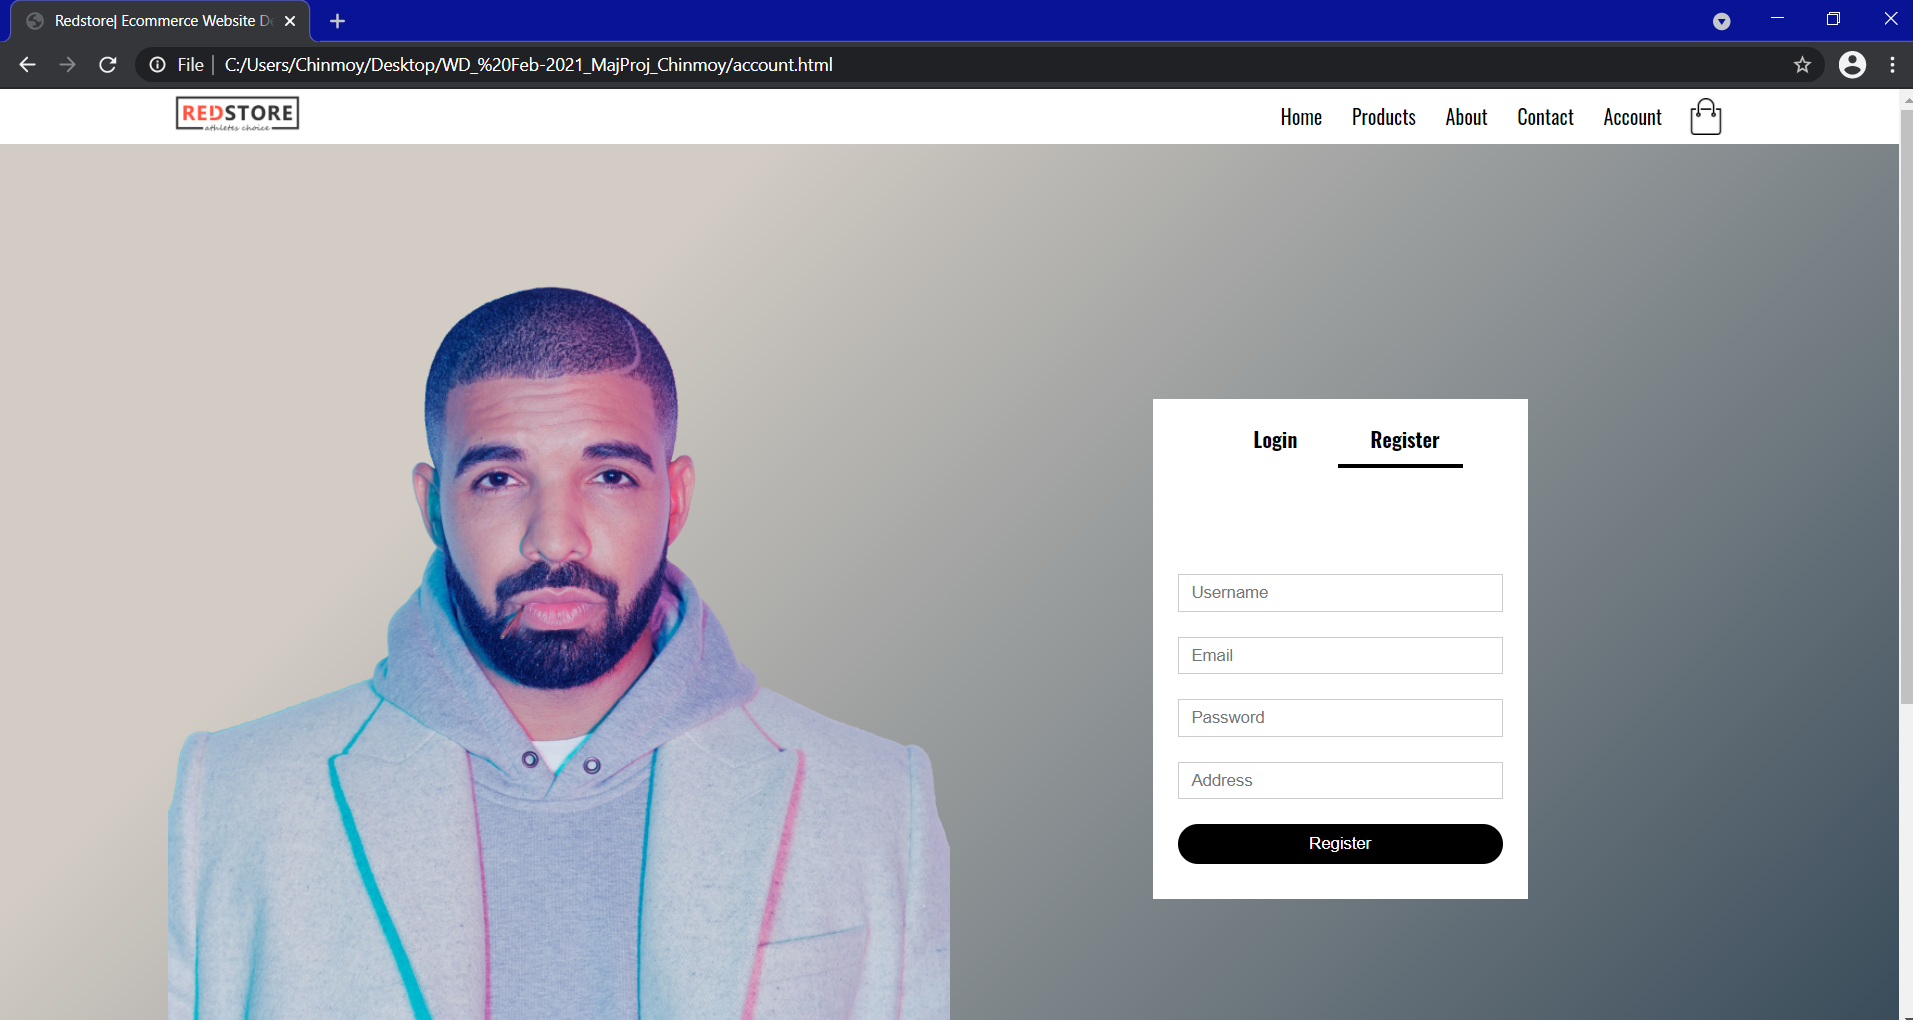 Redstore| Ecommerce Website De
File
C:/Users/Chinmoy/Desktop/WD_%20Feb-2021_MajProj_Chinmoy/account.html
REDSTORE
athletes choice
Home Products About Contact Account
Login Register
Username
Email
Password
Address
Register